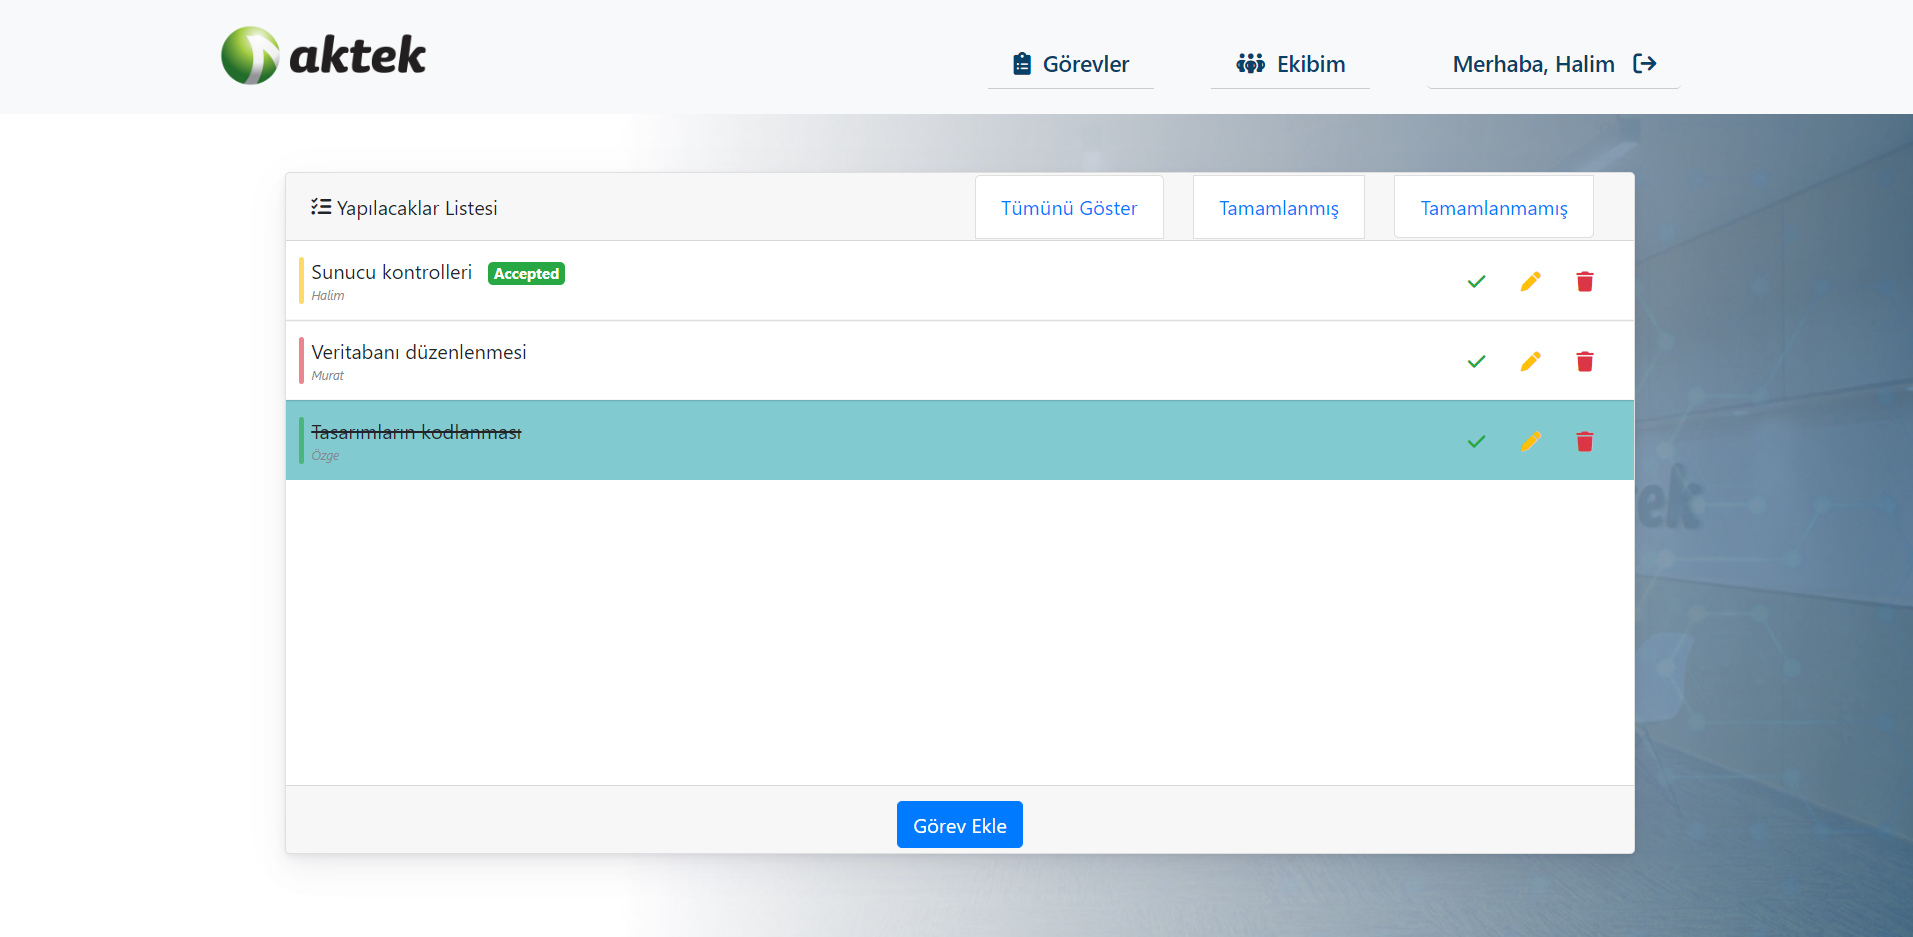 aktek
Görevler
Ekibim
Merhaba, Halim
Yapılacaklar Listesi
Tümünü Göster
Tamamlanmış
Tamamlanmamış
Sunucu kontrolleri Accepted
Halim
Veritabanı düzenlenmesi
Murat
Tasarımların kodlanması
Özge
ek
Görev Ekle